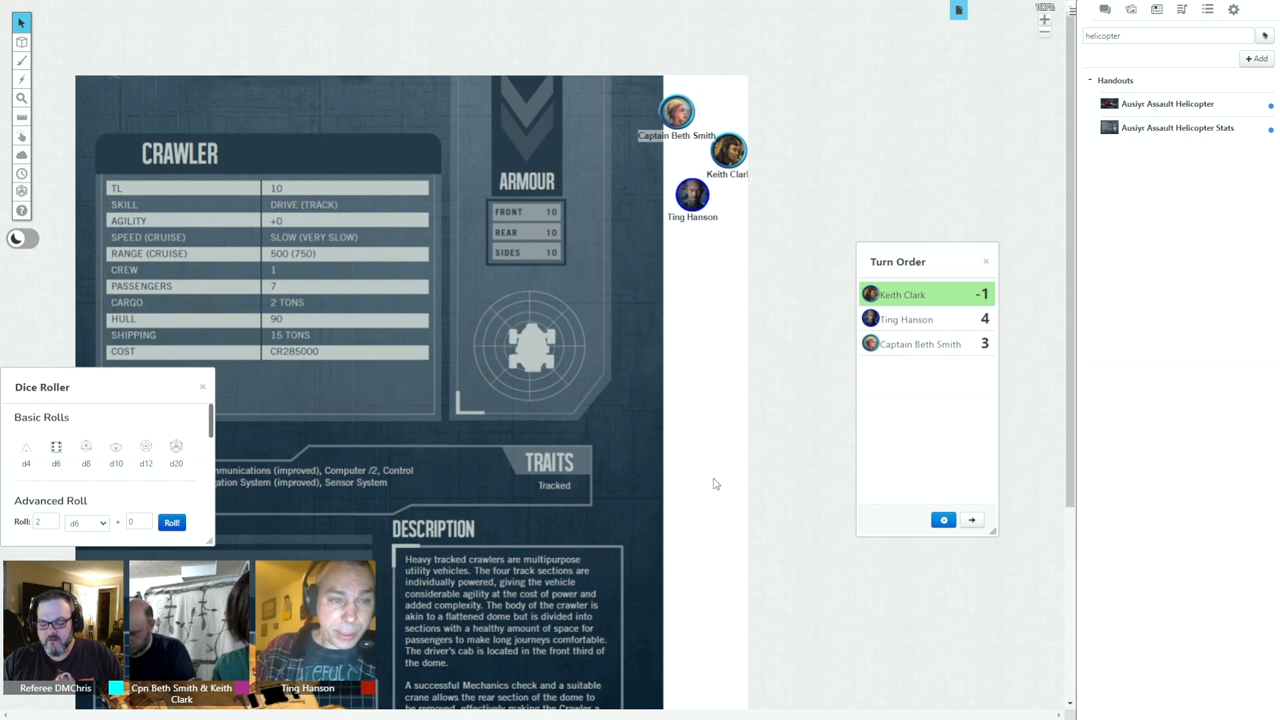 100%
helicopter
+ Add
Handouts
Ausiyr Assault Helicopter
Ausiyr Assault Helicopter Stats
Captain Beth Smith
Keith Clark
Ting Hanson
CRAWLER
TL 10
SKILL DRIVE (TRACK)
AGILITY +0
SPEED (CRUISE) SLOW (VERY SLOW)
RANGE (CRUISE) 500 (750)
CREW 1
PASSENGERS 7
CARGO 2 TONS
HULL 90
SHIPPING 15 TONS
COST CR285000
ARMOUR
FRONT 10
REAR 10
SIDES 10
Turn Order
Keith Clark -1
Ting Hanson 4
Captain Beth Smith 3
Dice Roller
Basic Rolls
d4 d6 d8 d10 d12 d20
Advanced Roll
Roll: 2 d6 + 0 Roll!
mmunications (improved), Computer /2, Control
gation System (improved), Sensor System
TRAITS
Tracked
DESCRIPTION
Heavy tracked crawlers are multipurpose
utility vehicles. The four track sections are
individually powered, giving the vehicle
considerable agility at the cost of power and
added complexity. The body of the crawler is
akin to a flattened dome but is divided into
sections with a healthy amount of space for
passengers to make long journeys comfortable.
The driver's cab is located in the front third of
the dome.
A successful Mechanics check and a suitable
crane allows the rear section of the dome to
be removed, effectively making the Crawler a
Referee DMChris
Cpn Beth Smith & Keith
Clark
Ting Hanson